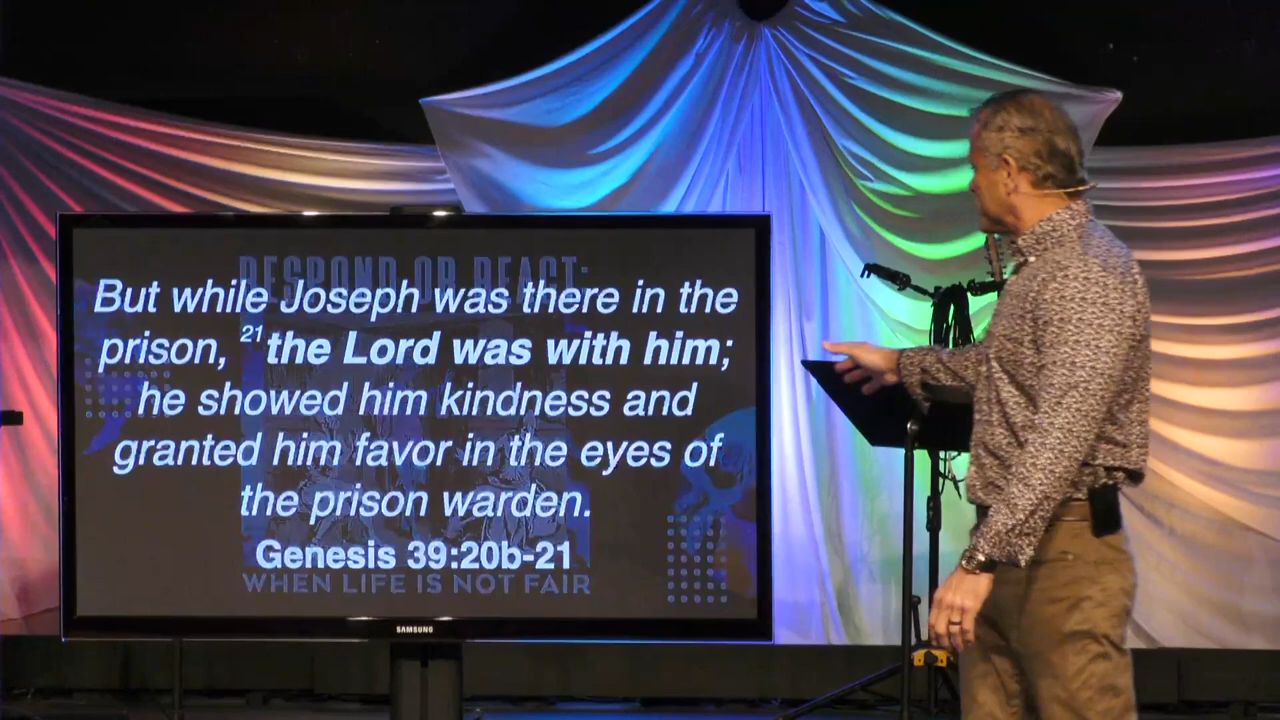 RESPOND OR REACT:
But while Joseph was there in the
prison, 21 the Lord was with him;
he showed him kindness and
granted him favor in the eyes of
the prison warden.
Genesis 39:20b-21
WHEN LIFE IS NOT FAIR
SAMSUNG